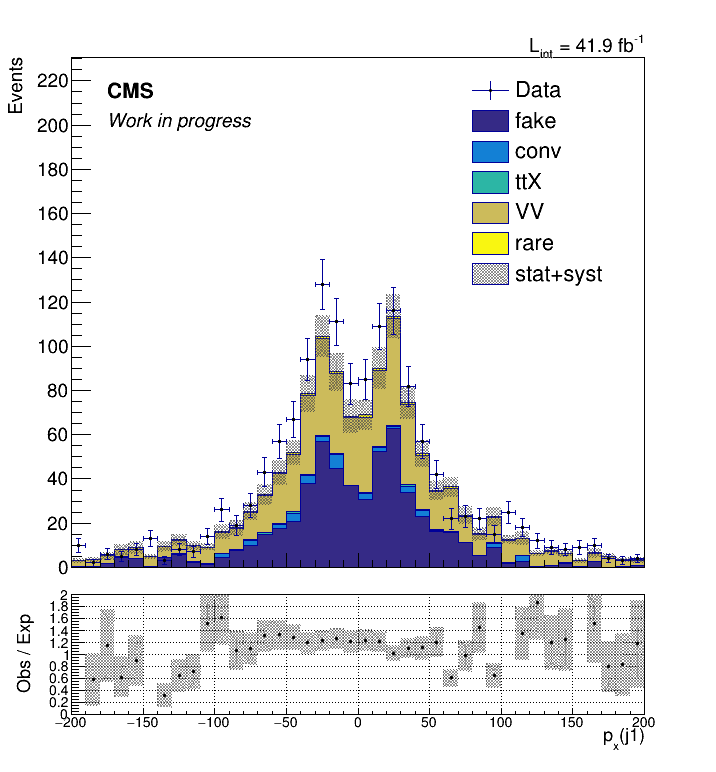 L_int = 41.9 fb^-1
Events
220
200
180
160
140
120
100
80
60
40
20
0
CMS
Work in progress
Data
fake
conv
ttX
VV
rare
stat+syst
Obs / Exp
2
1.8
1.6
1.4
1.2
1
0.8
0.6
0.4
0.2
0
−200 −150 −100 −50 0 50 100 150 200
p_x(j1)